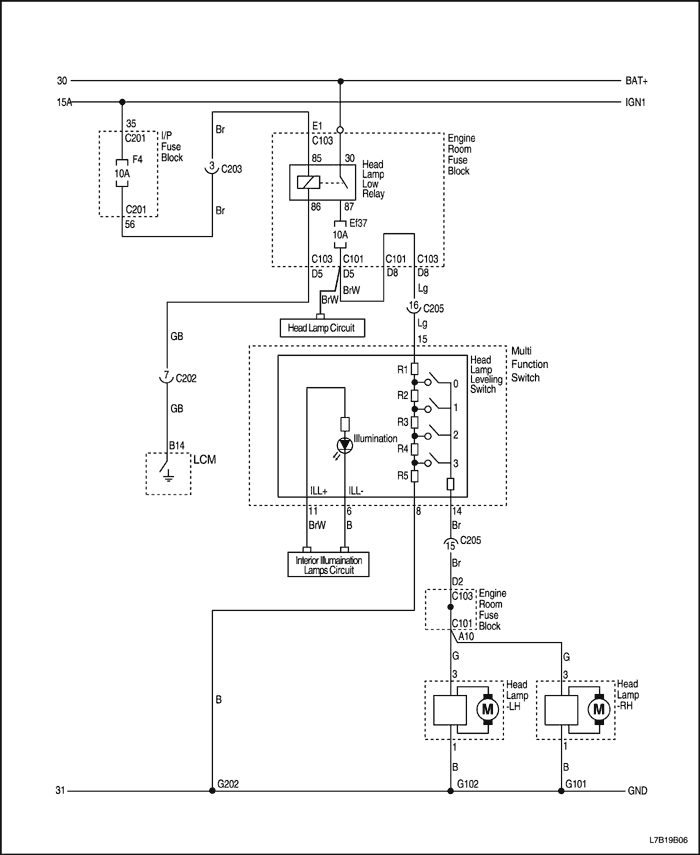 30
BAT+
15A
IGN1
35
C201
I/P
Fuse
Block
F4
10A
C201
56
Br
3
C203
Br
E1
C103
Engine
Room
Fuse
Block
85
30
Head
Lamp
Low
Relay
86
87
Ef37
10A
C103
C101
C101
C103
D5
D5
D8
D8
BrW
BrW
Lg
Head Lamp Circuit
16
C205
Lg
GB
7
C202
GB
B14
LCM
15
Multi
Function
Switch
Head
Lamp
Leveling
Switch
R1
0
R2
1
R3
2
R4
3
R5
Illumination
ILL+
ILL-
11
6
8
14
BrW
B
Br
Interior Illumaination
Lamps Circuit
15
C205
Br
D2
C103
Engine
Room
Fuse
Block
C101
A10
G
G
3
3
Head
Lamp
-LH
Head
Lamp
-RH
M
M
1
1
B
B
B
31
G202
G102
G101
GND
L7B19B06